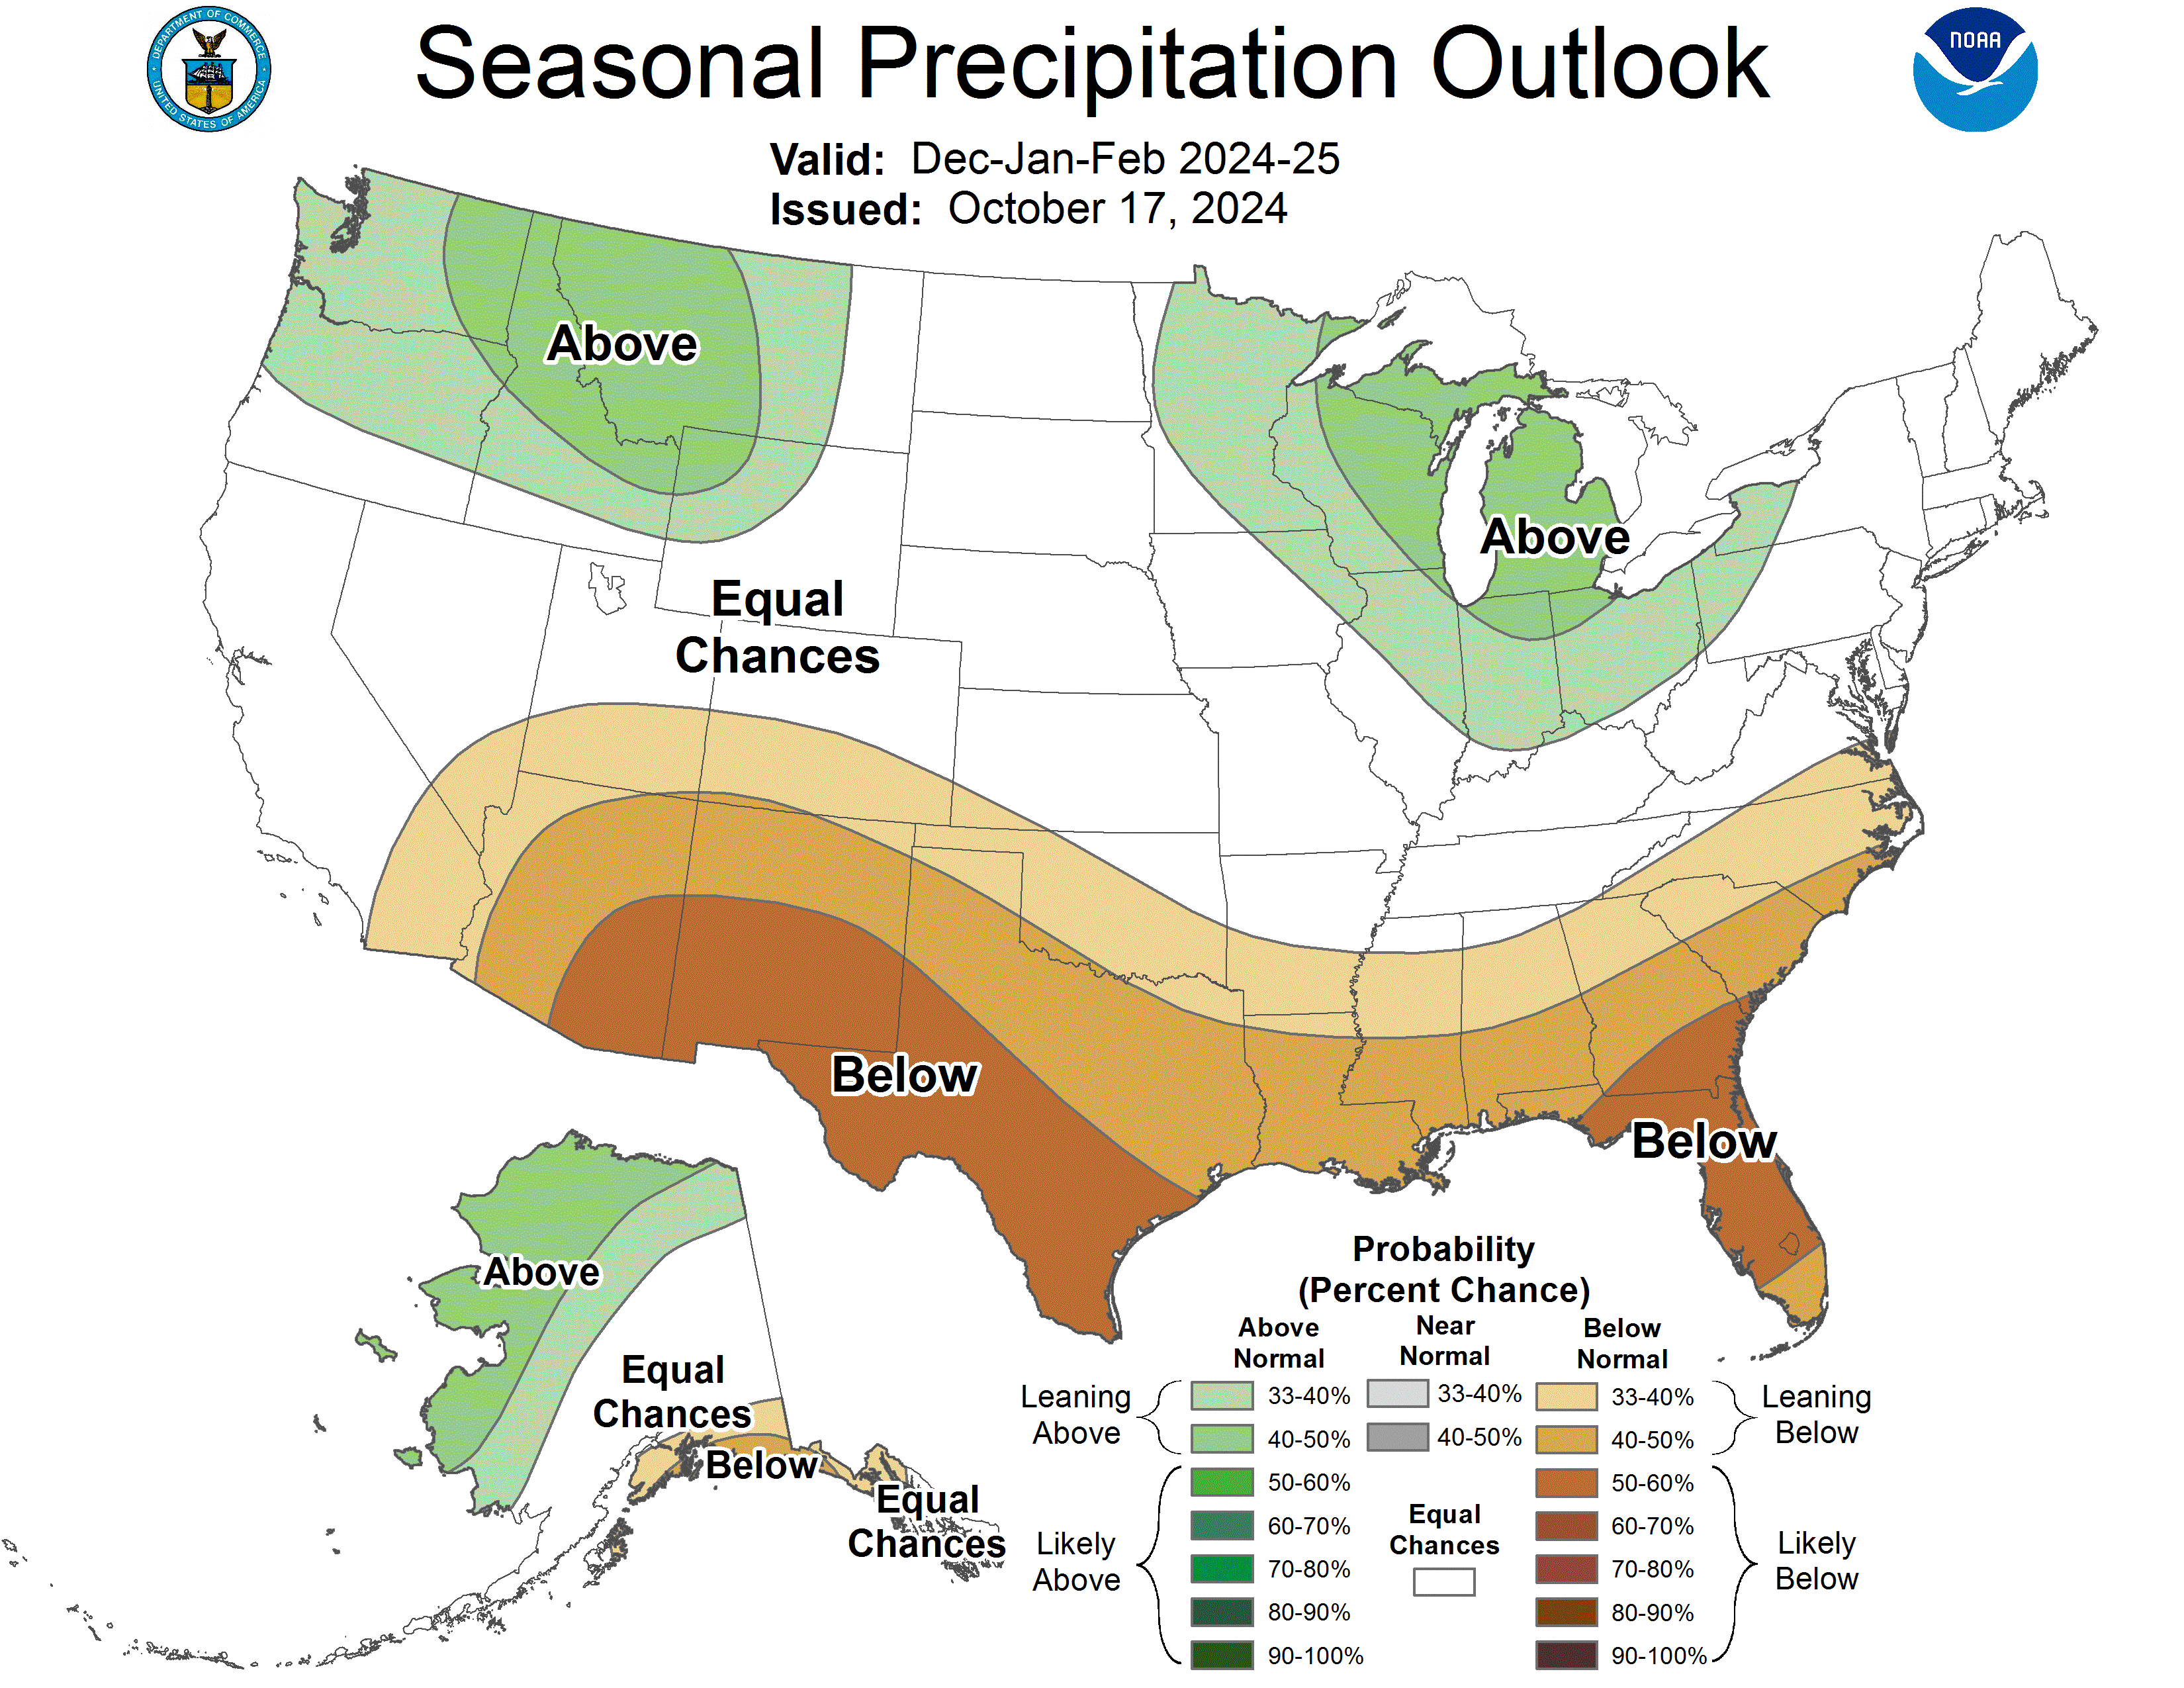 Seasonal Precipitation Outlook
DEPARTMENT OF COMMERCE
UNITED STATES OF AMERICA
NOAA
Valid: Dec-Jan-Feb 2024-25
Issued: October 17, 2024
Above
Above
Equal
Chances
Below
Below
Above
Equal
Chances
Below
Equal
Chances
Probability
(Percent Chance)
Above
Normal
Near
Normal
Below
Normal
Leaning
Above
33-40%
33-40%
33-40%
Leaning
Below
40-50%
40-50%
40-50%
50-60%
50-60%
Equal
Chances
60-70%
60-70%
Likely
Above
70-80%
70-80%
Likely
Below
80-90%
80-90%
90-100%
90-100%